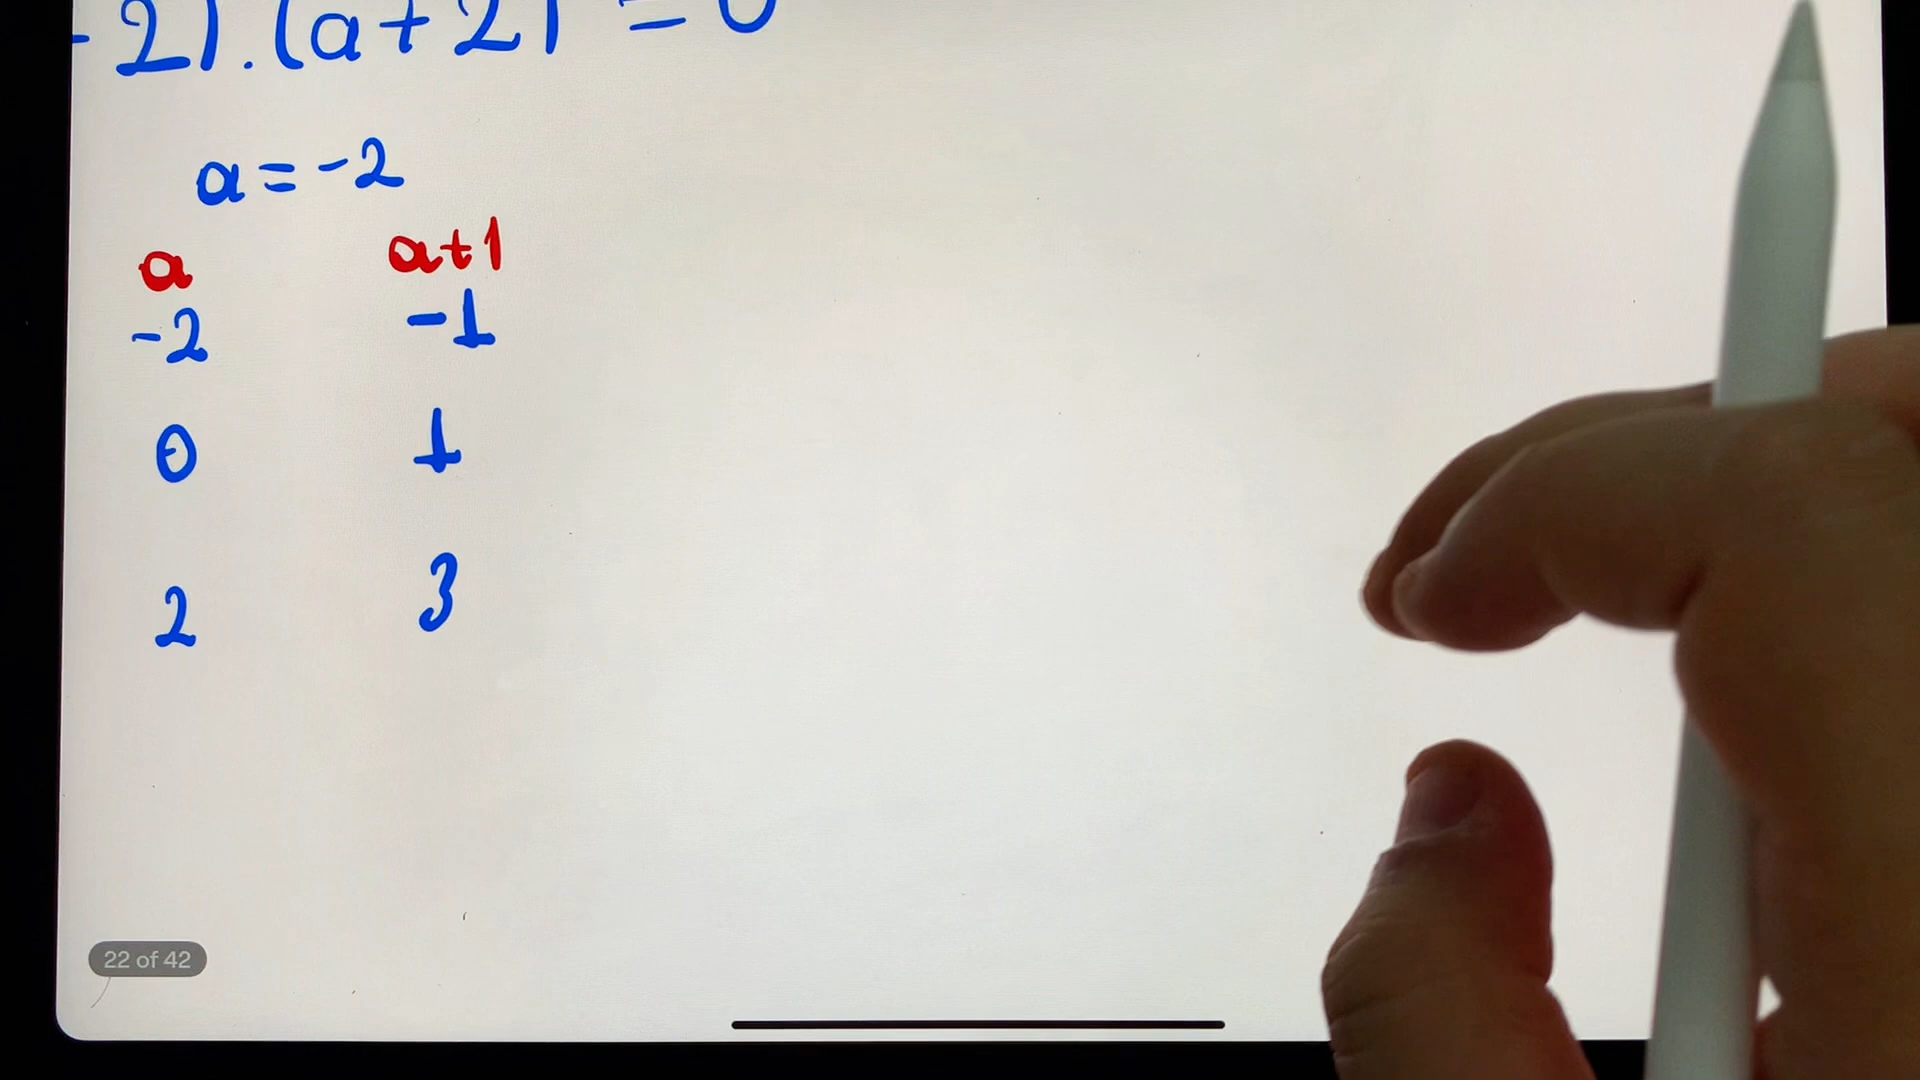 -2).(a+2) = 0
a = -2
a a+1
-2 -1
0 1
2 3
22 of 42